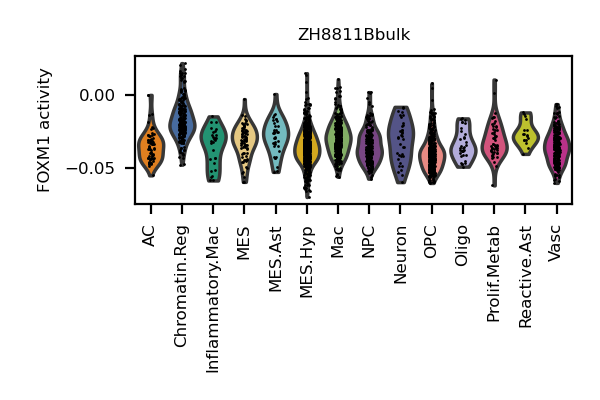 ZH8811Bbulk
FOXM1 activity
0.00
−0.05
AC
Chromatin.Reg
Inflammatory.Mac
MES
MES.Ast
MES.Hyp
Mac
NPC
Neuron
OPC
Oligo
Prolif.Metab
Reactive.Ast
Vasc